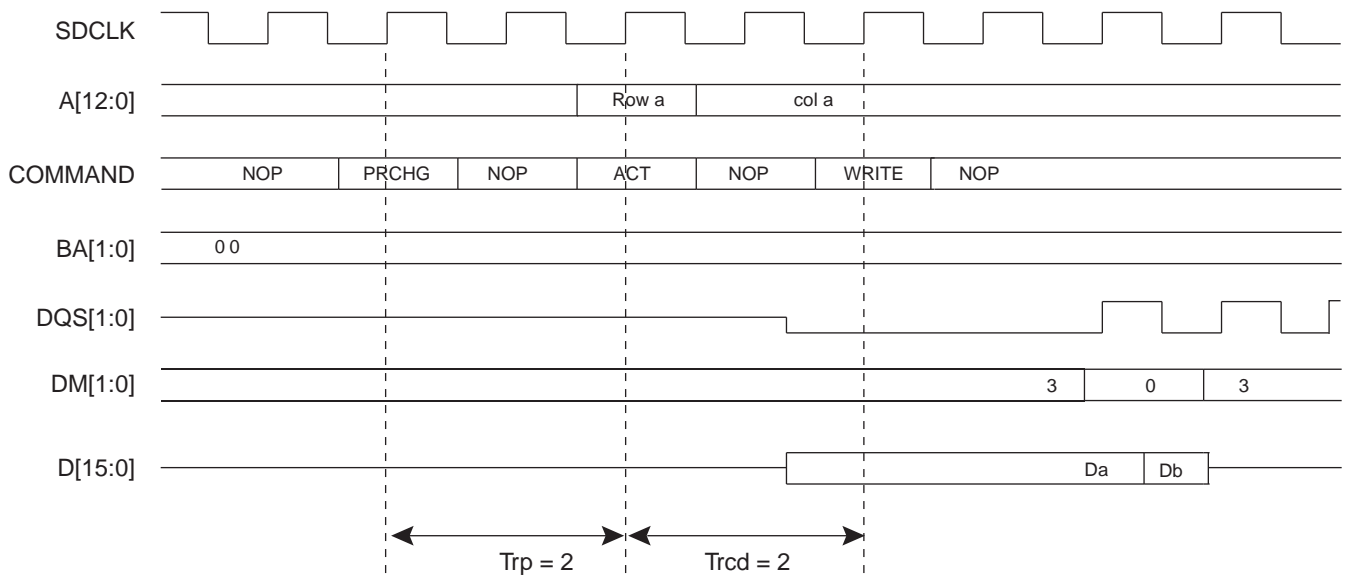 SDCLK
A[12:0] Row a col a
COMMAND NOP PRCHG NOP ACT NOP WRITE NOP
BA[1:0] 0 0
DQS[1:0]
DM[1:0] 3 0 3
D[15:0] Da Db
Trp = 2 Trcd = 2